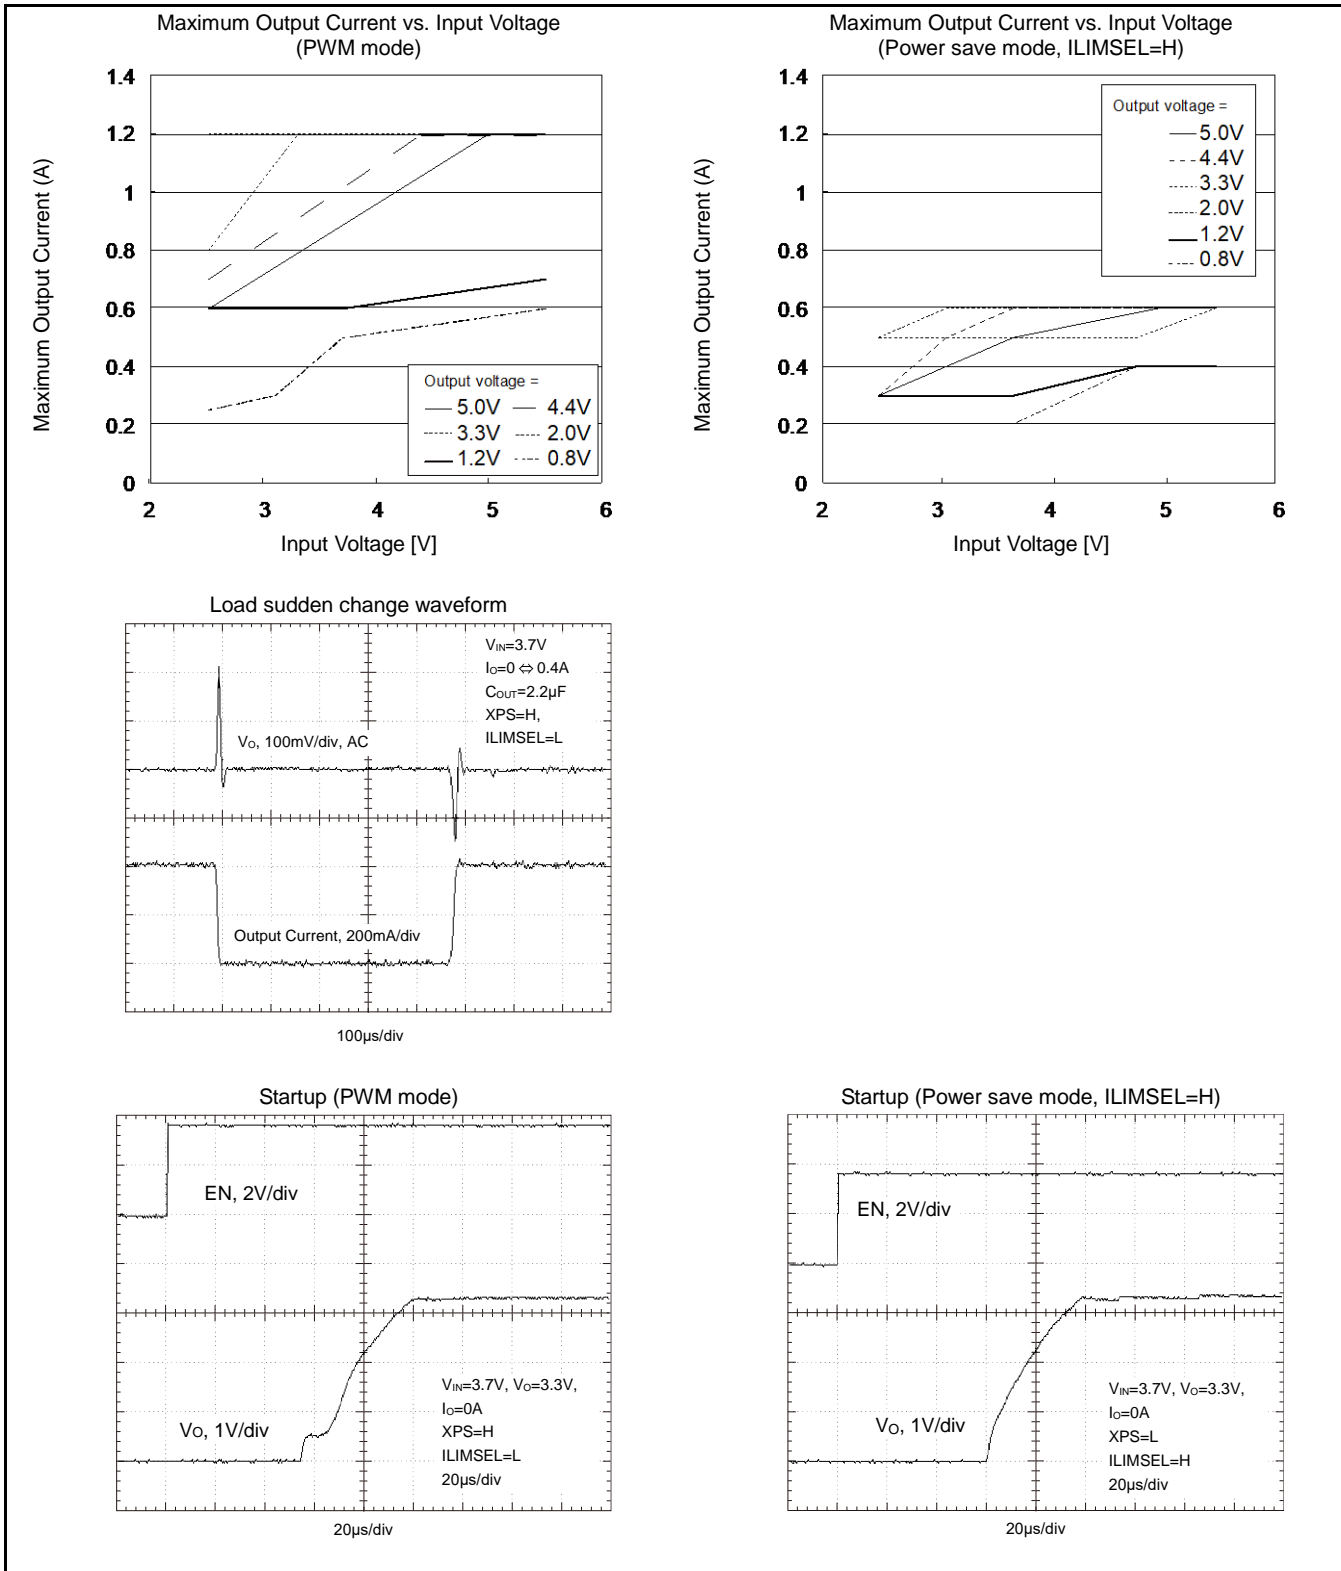 Maximum Output Current vs. Input Voltage
(PWM mode)
1.4
1.2
1
0.8
0.6
0.4
0.2
0
2 3 4 5 6
Maximum Output Current (A)
Input Voltage [V]
Output voltage =
5.0V 4.4V
3.3V 2.0V
1.2V 0.8V
Maximum Output Current vs. Input Voltage
(Power save mode, ILIMSEL=H)
1.4
1.2
1
0.8
0.6
0.4
0.2
0
2 3 4 5 6
Maximum Output Current (A)
Input Voltage [V]
Output voltage =
5.0V
4.4V
3.3V
2.0V
1.2V
0.8V
Load sudden change waveform
VIN=3.7V
IO=0 ⇔ 0.4A
COUT=2.2µF
XPS=H,
ILIMSEL=L
VO, 100mV/div, AC
Output Current, 200mA/div
100µs/div
Startup (PWM mode)
EN, 2V/div
VO, 1V/div
VIN=3.7V, VO=3.3V,
IO=0A
XPS=H
ILIMSEL=L
20µs/div
20µs/div
Startup (Power save mode, ILIMSEL=H)
EN, 2V/div
VO, 1V/div
VIN=3.7V, VO=3.3V,
IO=0A
XPS=L
ILIMSEL=H
20µs/div
20µs/div